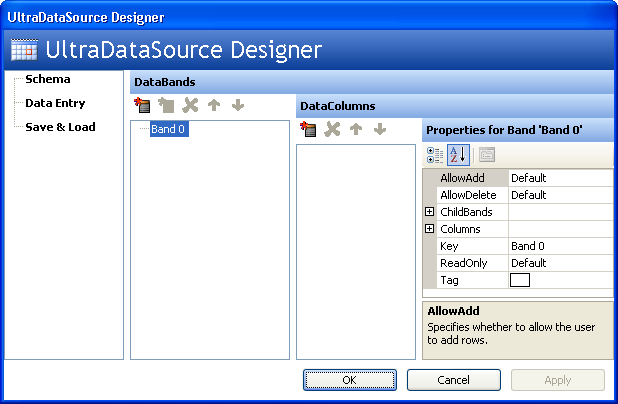 UltraDataSource Designer
UltraDataSource Designer
Schema
Data Entry
Save & Load
DataBands
Band 0
DataColumns
Properties for Band 'Band 0'
AllowAdd Default
AllowDelete Default
ChildBands
Columns
Key Band 0
ReadOnly Default
Tag
AllowAdd
Specifies whether to allow the user
to add rows.
OK Cancel Apply